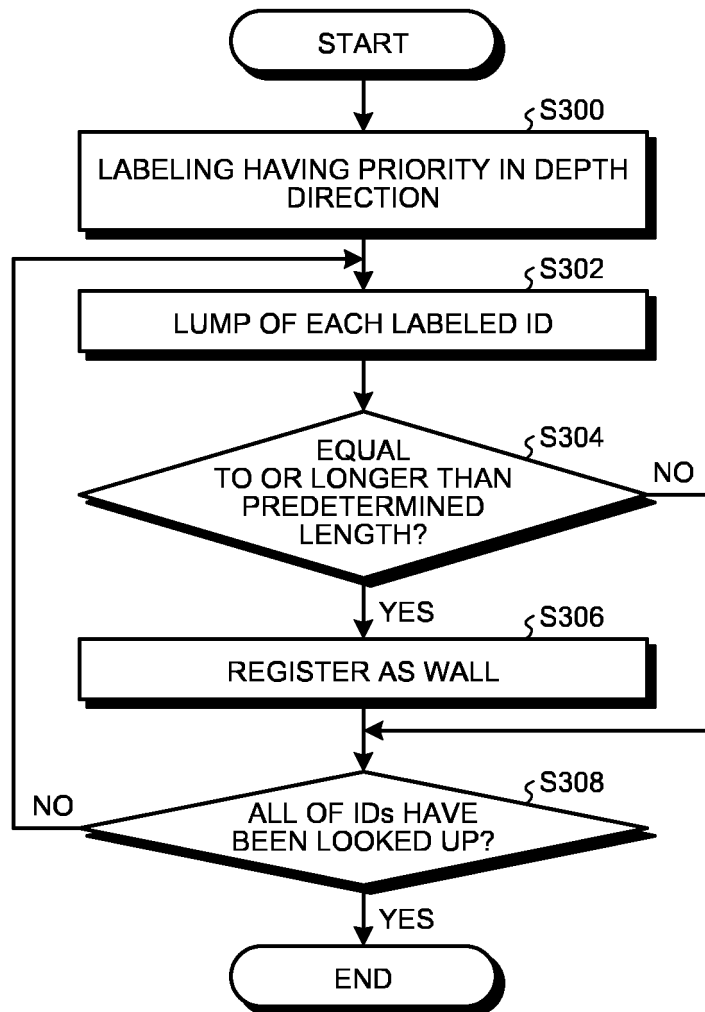 START
S300
LABELING HAVING PRIORITY IN DEPTH
DIRECTION
S302
LUMP OF EACH LABELED ID
S304
EQUAL
TO OR LONGER THAN
PREDETERMINED
LENGTH?
NO
YES
S306
REGISTER AS WALL
S308
NO
ALL OF IDs HAVE
BEEN LOOKED UP?
YES
END